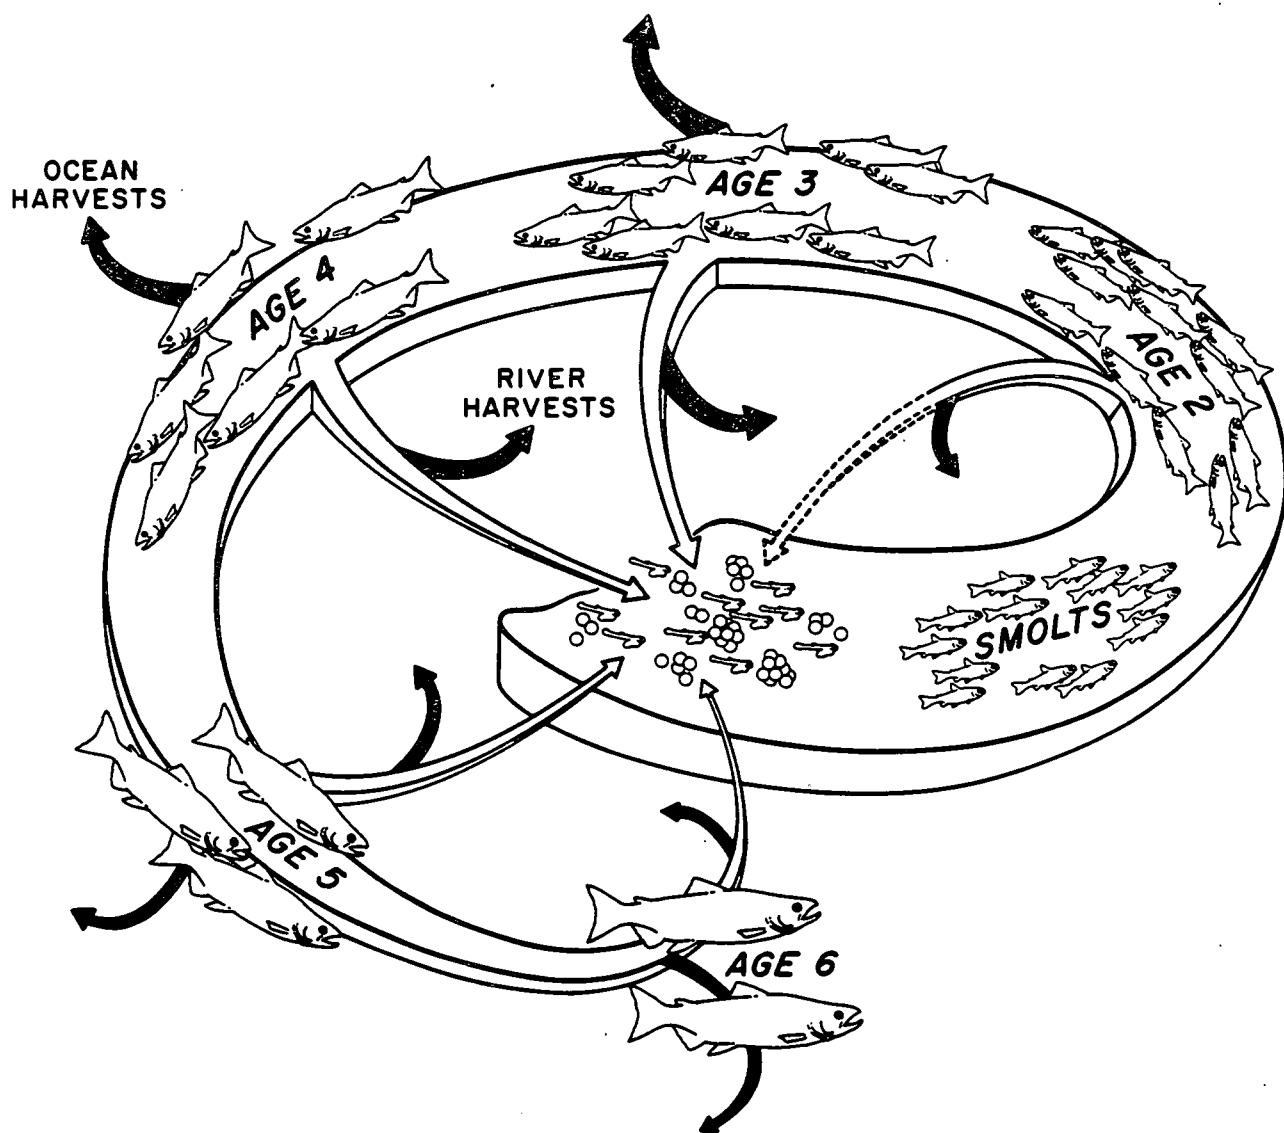 OCEAN
HARVESTS
AGE 3
AGE 4
RIVER
HARVESTS
AGE 2
SMOLTS
AGE 5
AGE 6